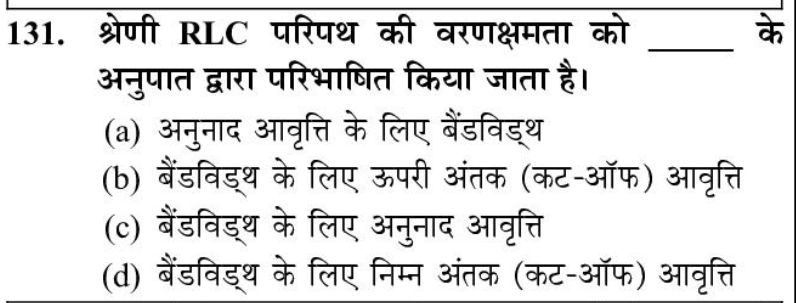 131. श्रेणी RLC परिपथ की वरणक्षमता को ______ के
अनुपात द्वारा परिभाषित किया जाता है।
(a) अनुनाद आवृत्ति के लिए बैंडविड्थ
(b) बैंडविड्थ के लिए ऊपरी अंतक (कट-ऑफ) आवृत्ति
(c) बैंडविड्थ के लिए अनुनाद आवृत्ति
(d) बैंडविड्थ के लिए निम्न अंतक (कट-ऑफ) आवृत्ति